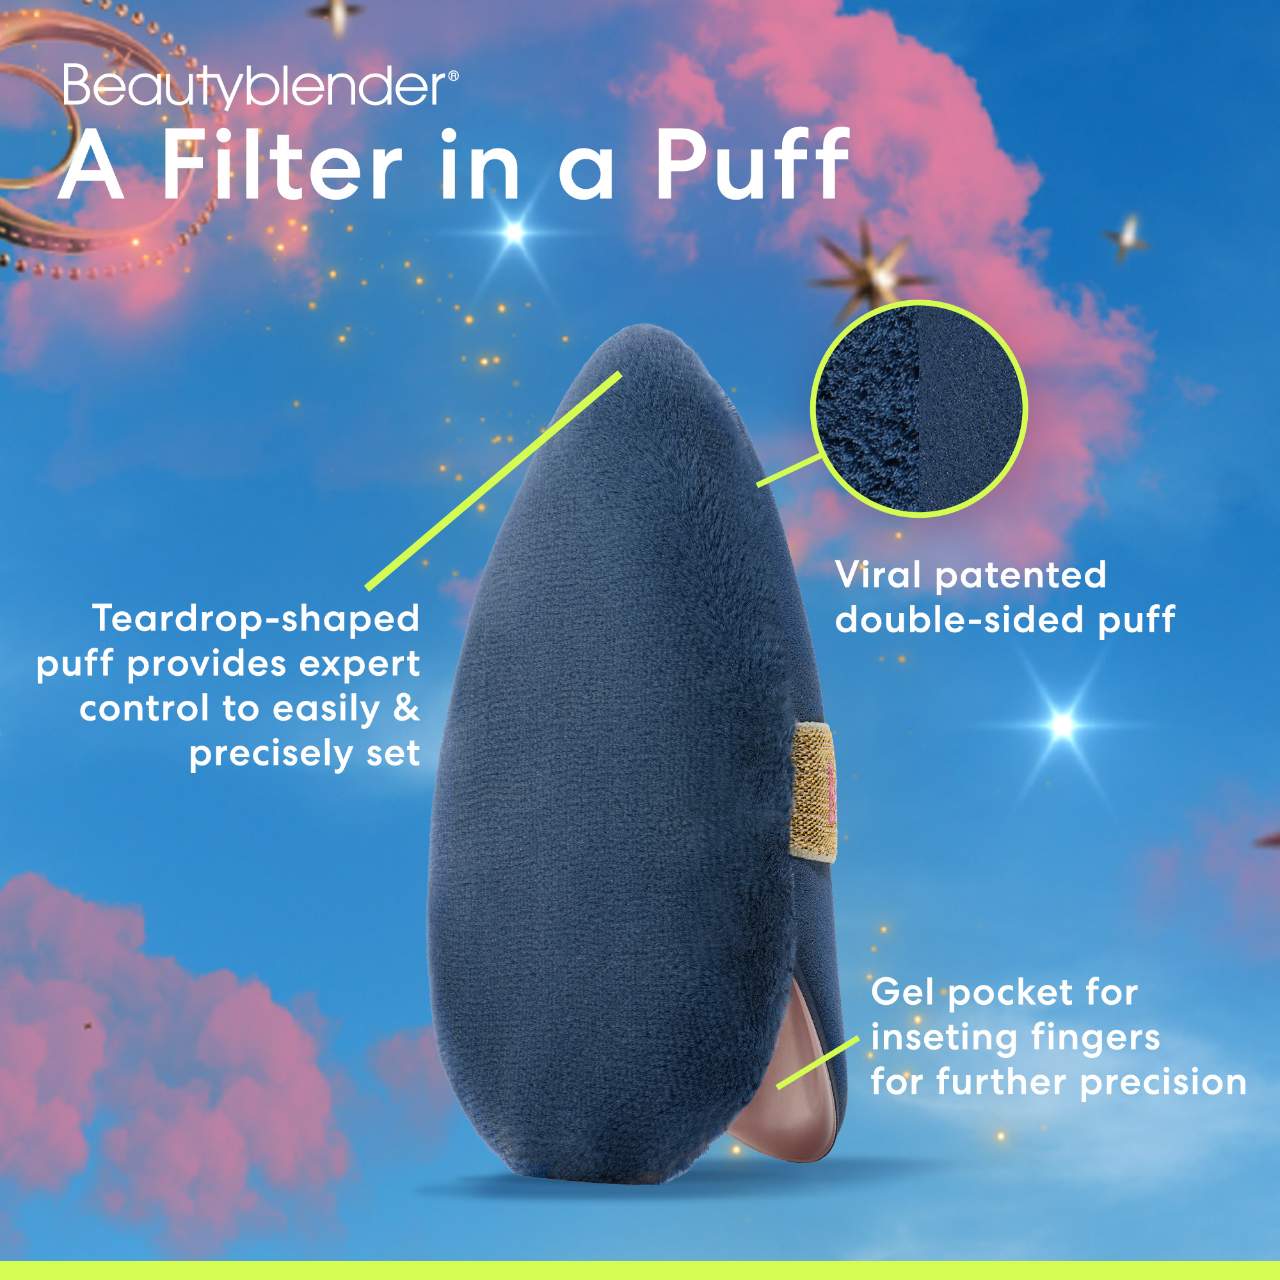 Beautyblender®
A Filter in a Puff
Teardrop-shaped
puff provides expert
control to easily &
precisely set
Viral patented
double-sided puff
Gel pocket for
inseting fingers
for further precision